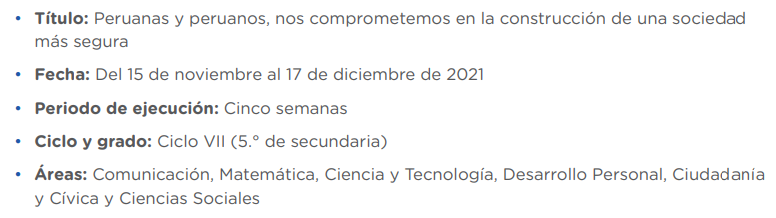 • Título: Peruanas y peruanos, nos comprometemos en la construcción de una sociedad
más segura
• Fecha: Del 15 de noviembre al 17 de diciembre de 2021
• Periodo de ejecución: Cinco semanas
• Ciclo y grado: Ciclo VII (5.° de secundaria)
• Áreas: Comunicación, Matemática, Ciencia y Tecnología, Desarrollo Personal, Ciudadanía
y Cívica y Ciencias Sociales